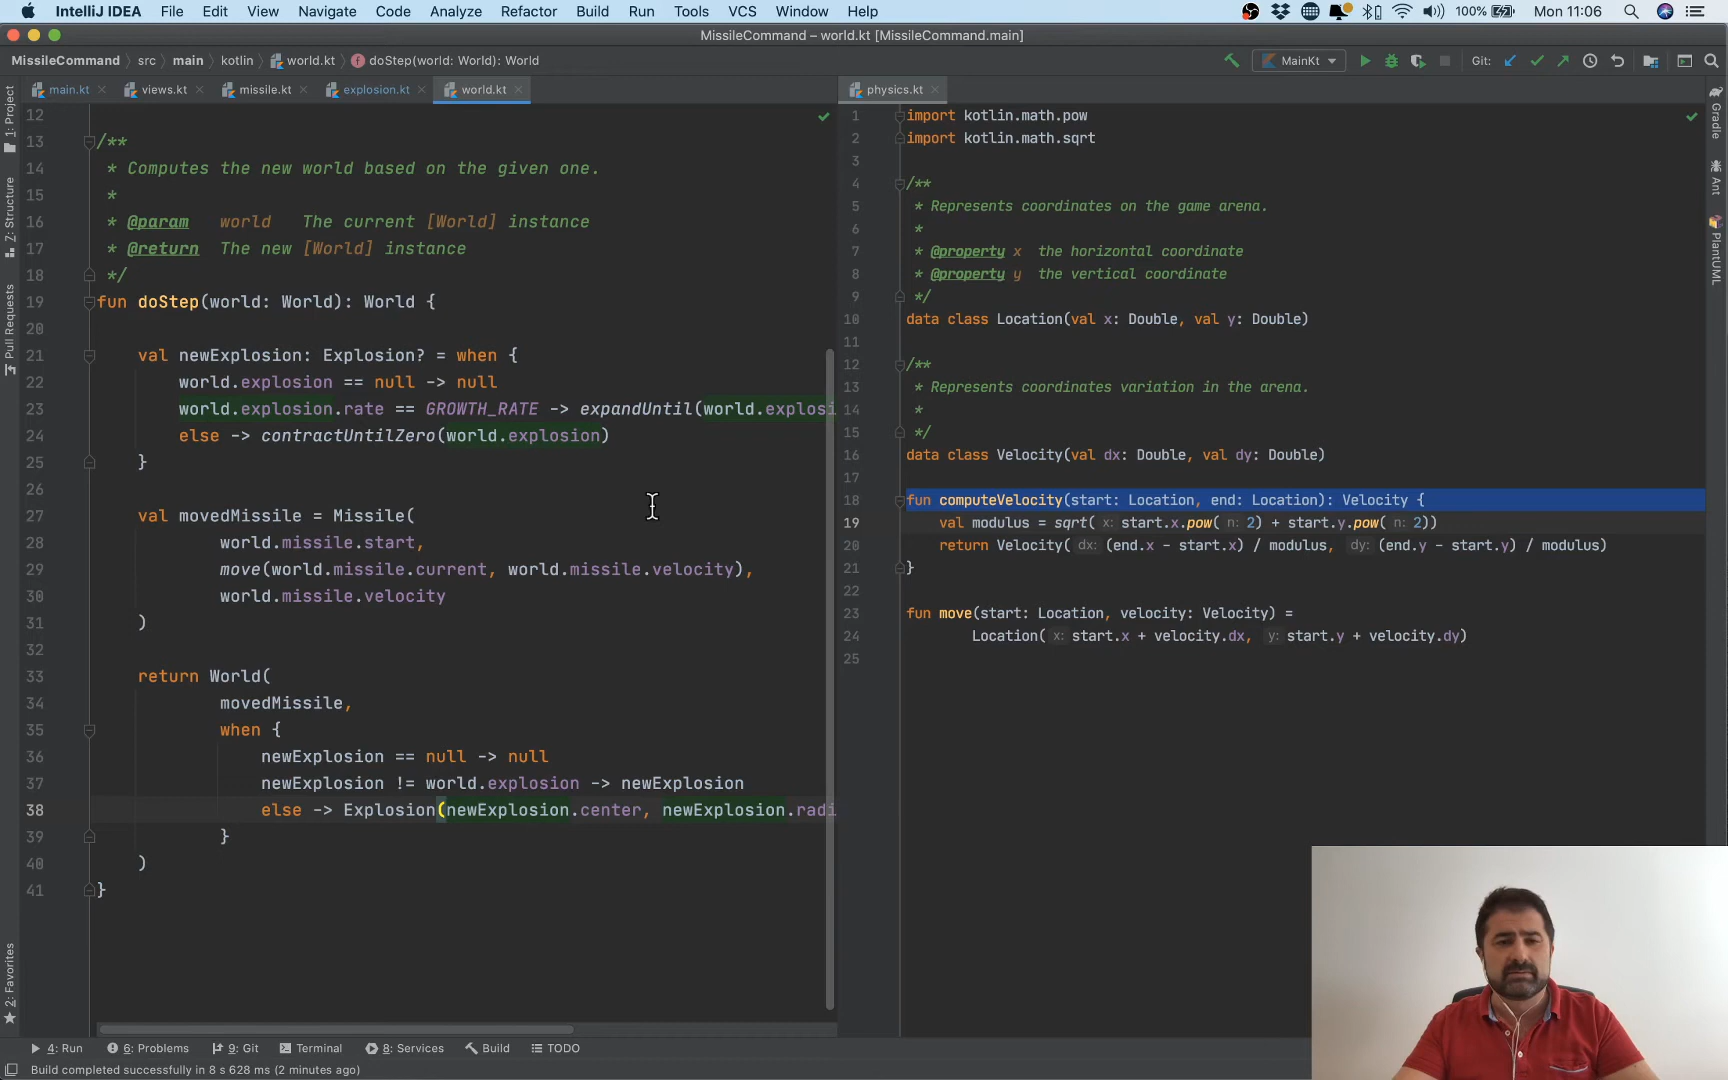 IntelliJ IDEA File Edit View Navigate Code Analyze Refactor Build Run Tools VCS Window Help 100% Mon 11:06
MissileCommand – world.kt [MissileCommand.main]
MissileCommand src main kotlin world.kt doStep(world: World): World MainKt Git:
main.kt views.kt missile.kt explosion.kt world.kt
12
13 /**
14 * Computes the new world based on the given one.
15 *
16 * @param world The current [World] instance
17 * @return The new [World] instance
18 */
19 fun doStep(world: World): World {
20
21 val newExplosion: Explosion? = when {
22 world.explosion == null -> null
23 world.explosion.rate == GROWTH_RATE -> expandUntil(world.explosi
24 else -> contractUntilZero(world.explosion)
25 }
26
27 val movedMissile = Missile(
28 world.missile.start,
29 move(world.missile.current, world.missile.velocity),
30 world.missile.velocity
31 )
32
33 return World(
34 movedMissile,
35 when {
36 newExplosion == null -> null
37 newExplosion != world.explosion -> newExplosion
38 else -> Explosion(newExplosion.center, newExplosion.radi
39 }
40 )
41 }
physics.kt
1 import kotlin.math.pow
2 import kotlin.math.sqrt
3
4 /**
5 * Represents coordinates on the game arena.
6 *
7 * @property x the horizontal coordinate
8 * @property y the vertical coordinate
9 */
10 data class Location(val x: Double, val y: Double)
11
12 /**
13 * Represents coordinates variation in the arena.
14 *
15 */
16 data class Velocity(val dx: Double, val dy: Double)
17
18 fun computeVelocity(start: Location, end: Location): Velocity {
19 val modulus = sqrt( x: start.x.pow( n: 2) + start.y.pow( n: 2))
20 return Velocity( dx: (end.x - start.x) / modulus, dy: (end.y - start.y) / modulus)
21 }
22
23 fun move(start: Location, velocity: Velocity) =
24 Location( x: start.x + velocity.dx, y: start.y + velocity.dy)
25
1: Project
7: Structure
Pull Requests
2: Favorites
Gradle
Ant
PlantUML
4: Run 6: Problems 9: Git Terminal 8: Services Build TODO
Build completed successfully in 8 s 628 ms (2 minutes ago)